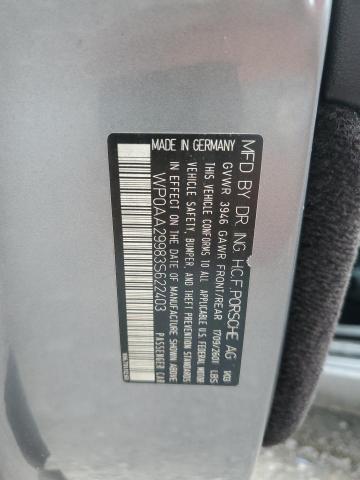 MFD BY DR. ING. H.C.F. PORSCHE AG 1/03
GVWR 3946 GAWR FRONT/REAR 1709/2601 LBS
THIS VEHICLE CONFORMS TO ALL APPLICABLE U.S. FEDERAL MOTOR
VEHICLE SAFETY, BUMPER, AND THEFT PREVENTION STANDARDS
IN EFFECT ON THE DATE OF MANUFACTURE SHOWN ABOVE
WP0AA29983S622403 PASSENGER CAR
MADE IN GERMANY